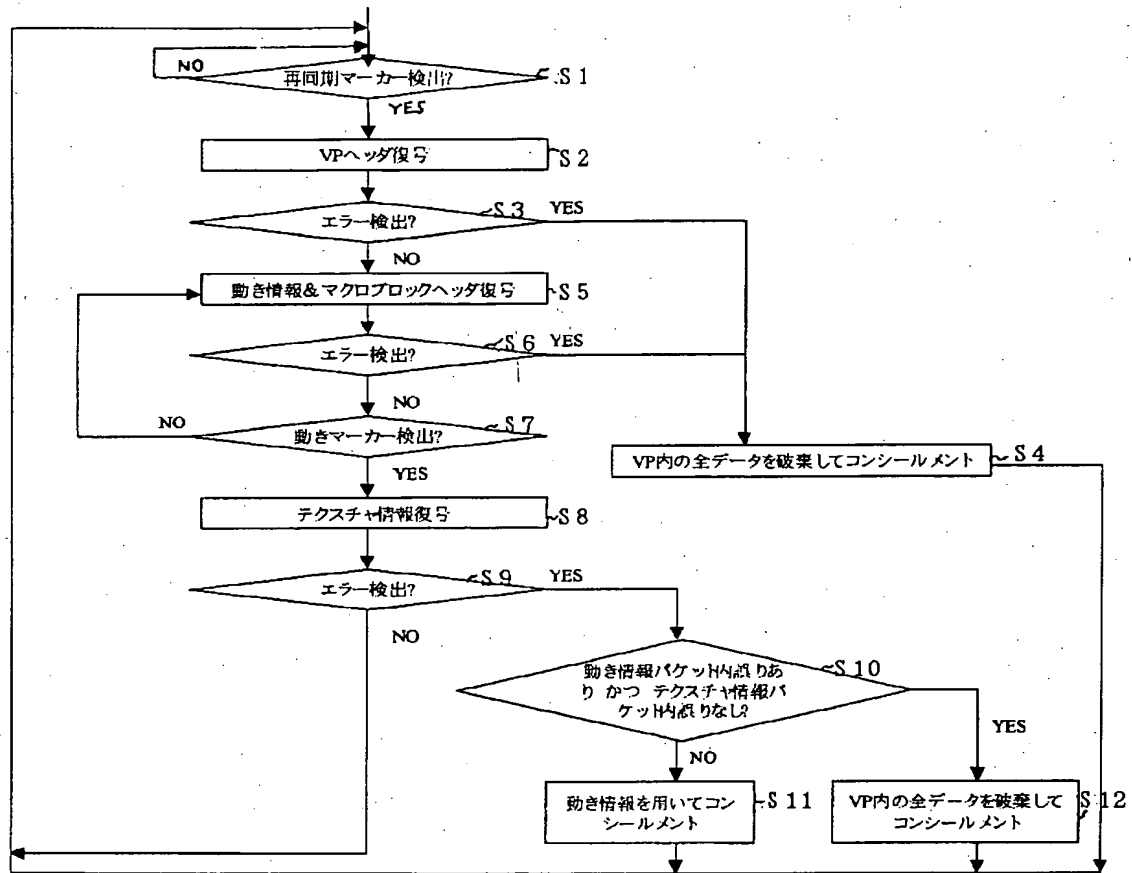 NO
再同期マーカー検出?
S1
YES
VPヘッダ復号
S2
エラー検出?
S3
YES
NO
動き情報&マクロブロックヘッダ復号
S5
エラー検出?
S6
YES
NO
NO
動きマーカー検出?
S7
YES
VP内の全データを破棄してコンシールメント
S4
テクスチャ情報復号
S8
エラー検出?
S9
YES
NO
動き情報パケット内誤りあ
り かつ テクスチャ情報パ
ケット内誤りなし?
S10
YES
NO
動き情報を用いてコン
シールメント
S11
VP内の全データを破棄して
コンシールメント
S12